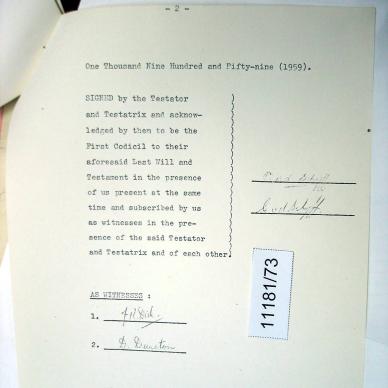 - 2 -
One Thousand Nine Hundred and Fifty-nine (1959).
SIGNED by the Testator
and Testatrix and acknow-
ledged by them to be the
First Codicil to their
aforesaid Last Will and
Testament in the presence
of us present at the same
time and subscribed by us
as witnesses in the pre-
sence of the said Testator
and Testatrix and of each other.
AS WITNESSES :
1.
2. D. Dunston
11181/73